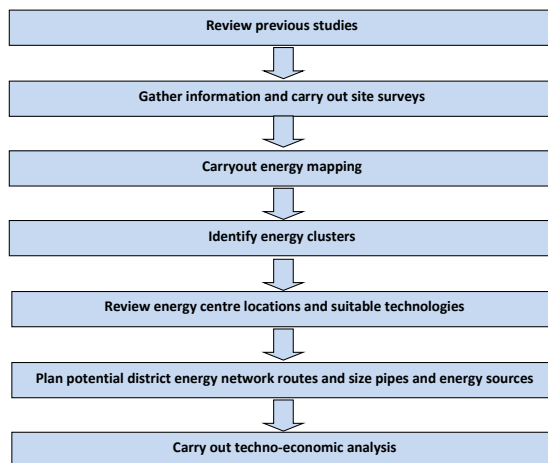 Review previous studies
Gather information and carry out site surveys
Carryout energy mapping
Identify energy clusters
Review energy centre locations and suitable technologies
Plan potential district energy network routes and size pipes and energy sources
Carry out techno-economic analysis